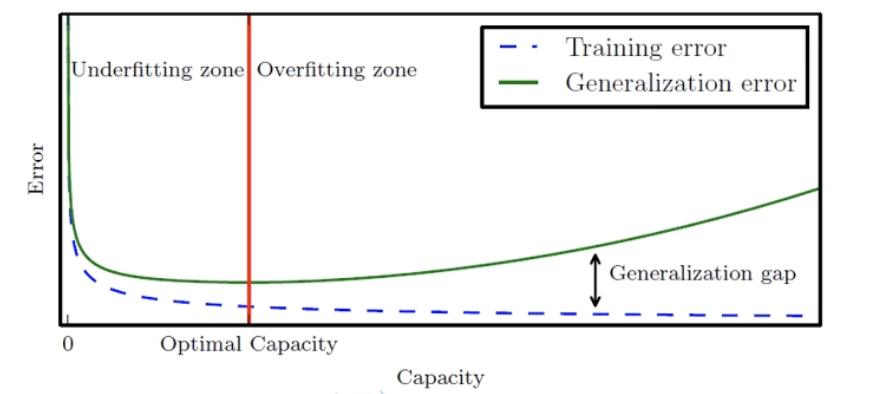 Training error
Generalization error
Underfitting zone
Overfitting zone
Error
Generalization gap
0
Optimal Capacity
Capacity